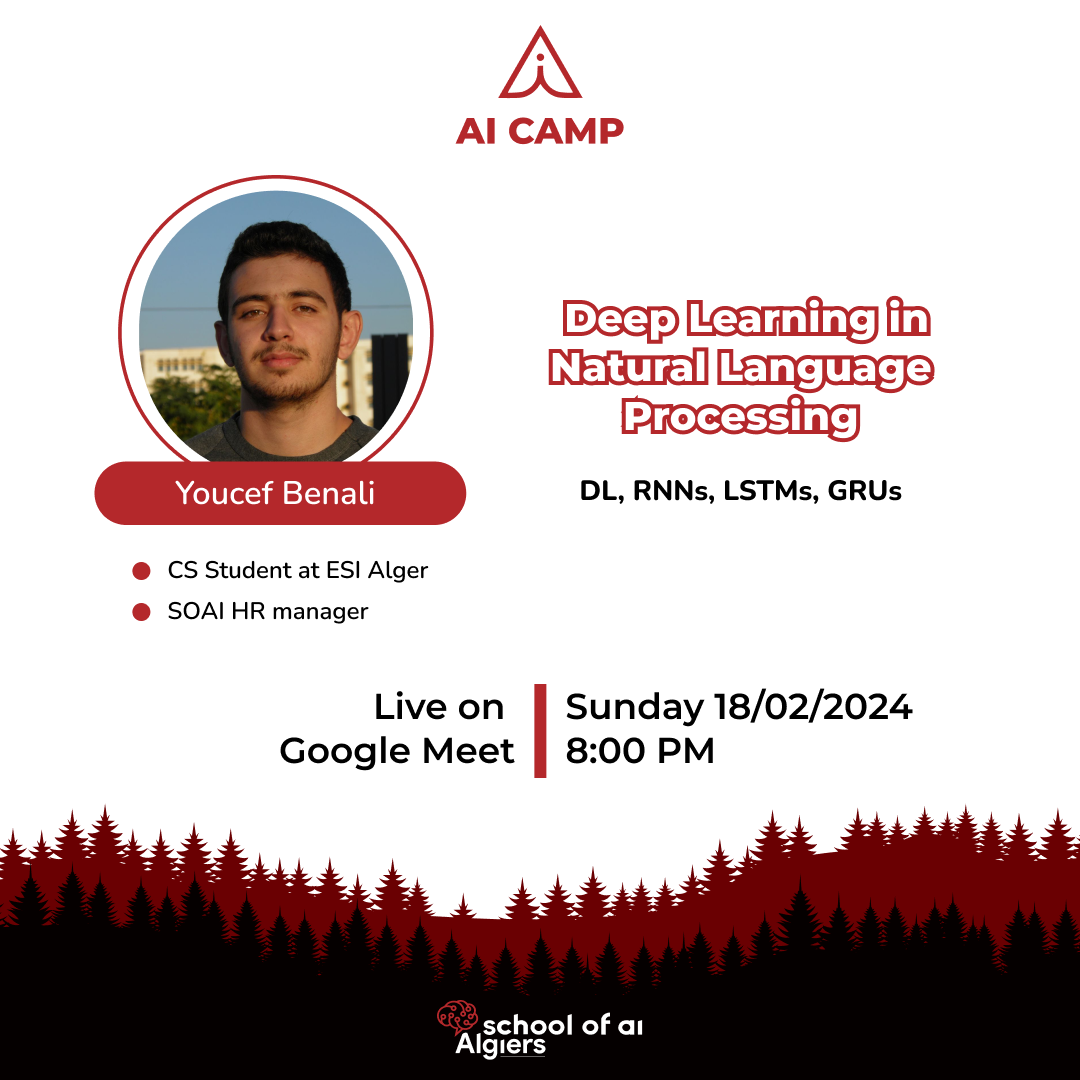 AI CAMP
Deep Learning in
Natural Language
Processing
DL, RNNs, LSTMs, GRUs
Youcef Benali
CS Student at ESI Alger
SOAI HR manager
Live on
Google Meet
Sunday 18/02/2024
8:00 PM
school of ai
Algiers